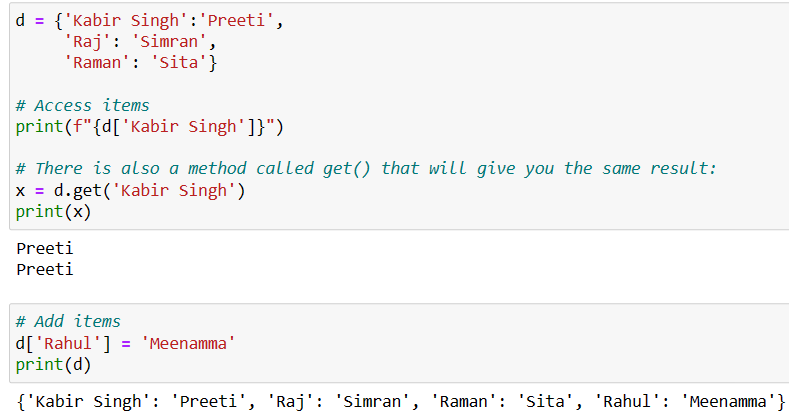 d = {'Kabir Singh':'Preeti',
     'Raj': 'Simran',
     'Raman': 'Sita'}
# Access items
print(f"{d['Kabir Singh']}")
# There is also a method called get() that will give you the same result:
x = d.get('Kabir Singh')
print(x)
Preeti
Preeti
# Add items
d['Rahul'] = 'Meenamma'
print(d)
{'Kabir Singh': 'Preeti', 'Raj': 'Simran', 'Raman': 'Sita', 'Rahul': 'Meenamma'}